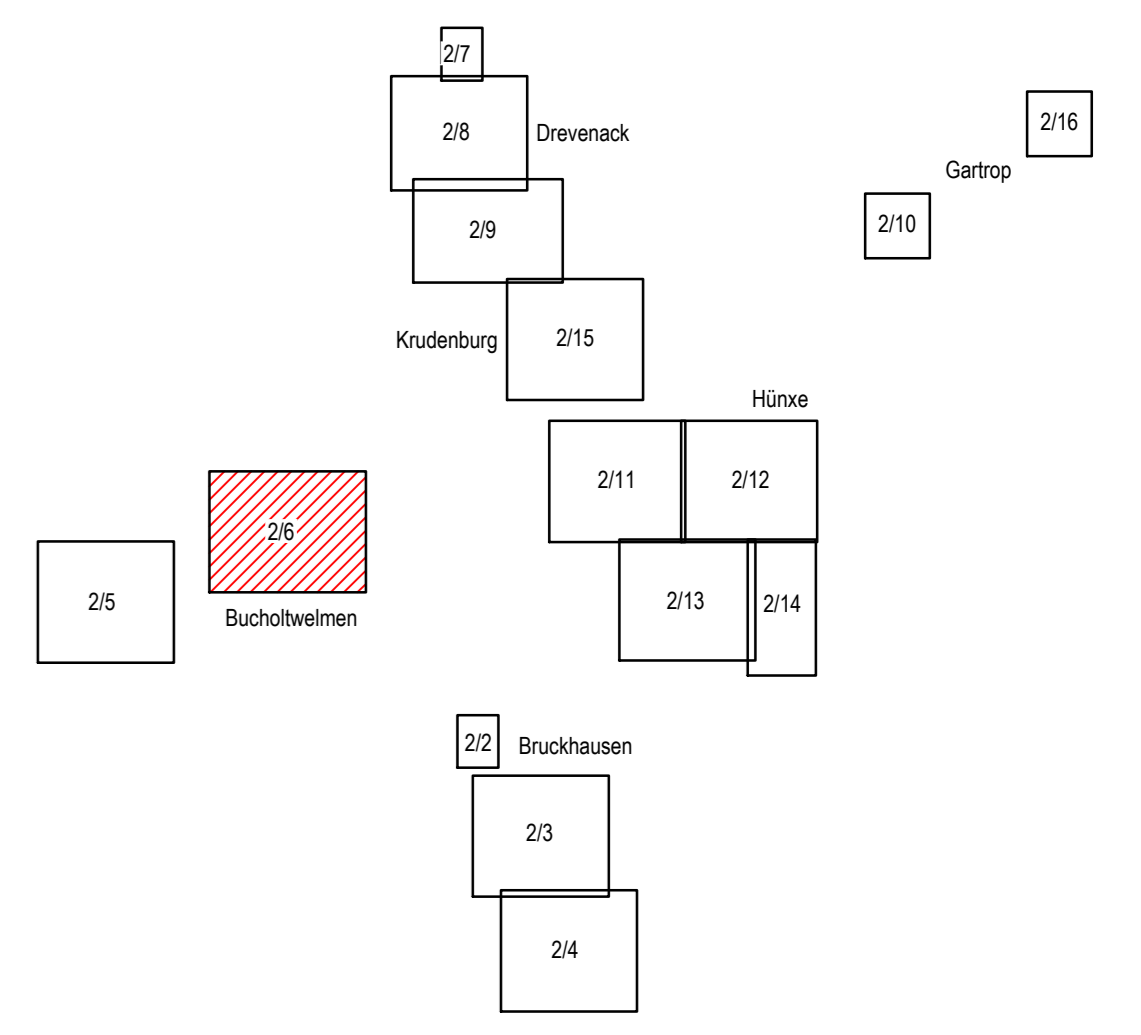 2/7
2/8
Drevenack
2/16
Gartrop
2/10
2/9
Krudenburg
2/15
Hünxe
2/11
2/12
2/6
2/5
Bucholtwelmen
2/13
2/14
2/2
Bruckhausen
2/3
2/4